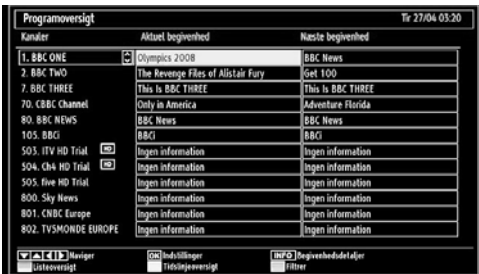 Programoversigt Tir 27/04 03:20
Kanaler Aktuel begivenhed Næste begivenhed
1. BBC ONE Olympics 2008 BBC News
2. BBC TWO The Revenge Files of Alistair Fury Get 100
7. BBC THREE This Is BBC THREE This Is BBC THREE
70. CBBC Channel Only in America Adventure Florida
80. BBC NEWS BBC News BBC News
105. BBCi BBCi BBCi
503. ITV HD Trial HD Ingen information Ingen information
504. Ch4 HD Trial HD Ingen information Ingen information
505. five HD Trial Ingen information Ingen information
800. Sky News Ingen information Ingen information
801. CNBC Europe Ingen information Ingen information
802. TV5MONDE EUROPE Ingen information Ingen information
Naviger OK Indstillinger INFO Begivenhedsdetaljer
Listeoversigt Tidslinjeoversigt Filtrer